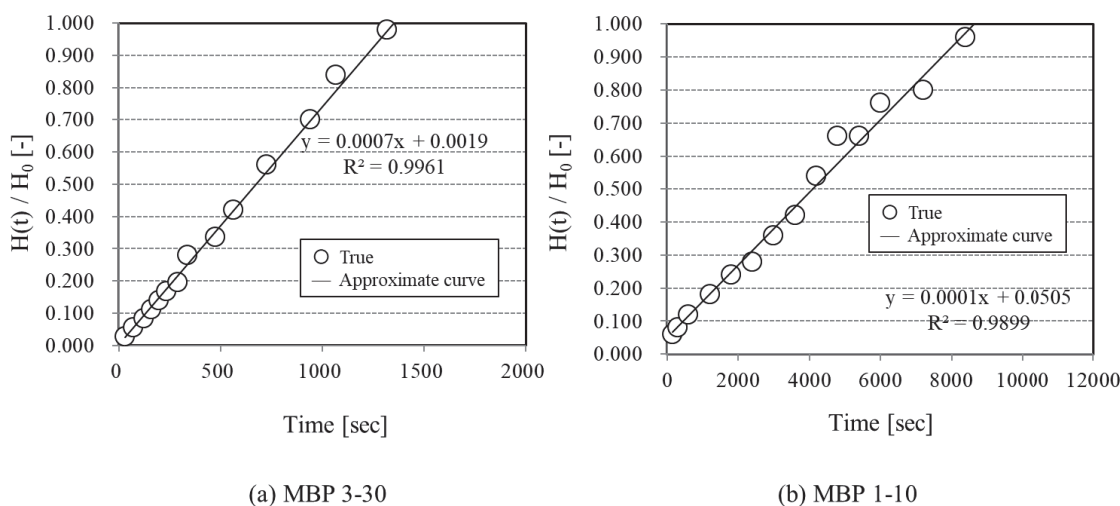 H(t) / H₀ [-]
1.000
0.900
0.800
0.700
0.600
0.500
0.400
0.300
0.200
0.100
0.000
y = 0.0007x + 0.0019
R² = 0.9961
True
Approximate curve
0 500 1000 1500 2000
Time [sec]
(a) MBP 3-30
H(t) / H₀ [-]
1.000
0.900
0.800
0.700
0.600
0.500
0.400
0.300
0.200
0.100
0.000
True
Approximate curve
y = 0.0001x + 0.0505
R² = 0.9899
0 2000 4000 6000 8000 10000 12000
Time [sec]
(b) MBP 1-10